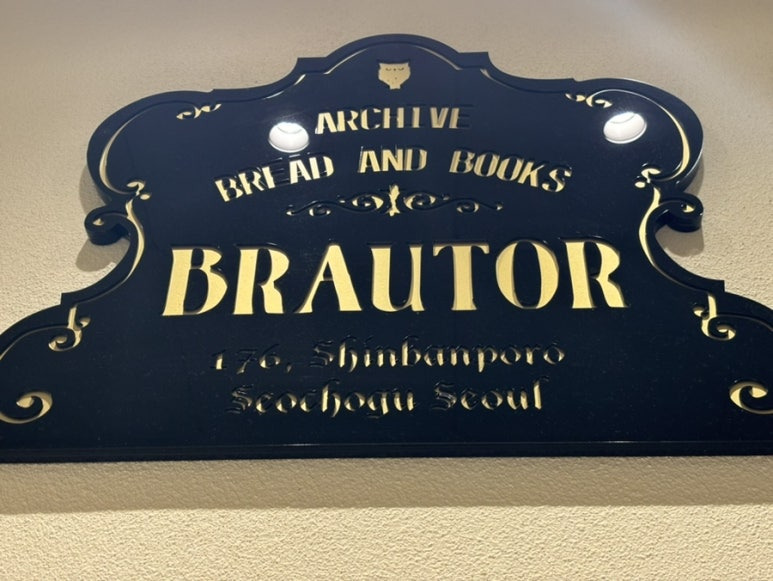 ARCHIVE
BREAD AND BOOKS
BRAUTOR
176, Shinbanporo
Seochogu Seoul